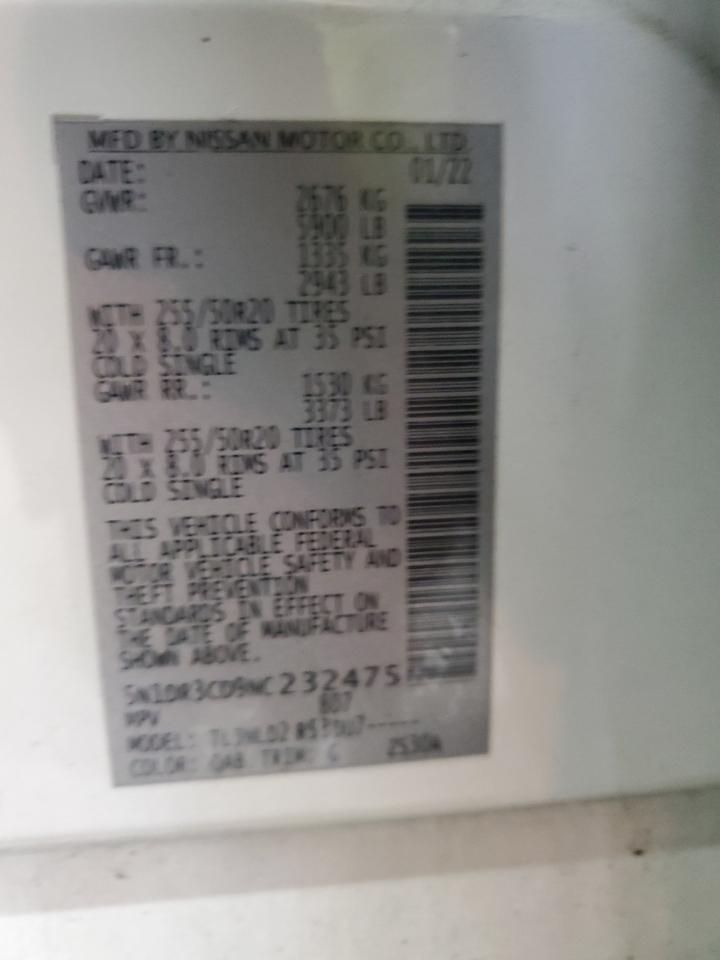 MFD BY NISSAN MOTOR CO., LTD.
DATE: 01/22
GVWR: 2676 KG
5900 LB
GAWR FR.: 1335 KG
2943 LB
WITH 255/50R20 TIRES
20 X 8.0 RIMS AT 35 PSI
COLD SINGLE
GAWR RR.: 1530 KG
3373 LB
WITH 255/50R20 TIRES
20 X 8.0 RIMS AT 35 PSI
COLD SINGLE
THIS VEHICLE CONFORMS TO
ALL APPLICABLE FEDERAL
MOTOR VEHICLE SAFETY AND
THEFT PREVENTION
STANDARDS IN EFFECT ON
THE DATE OF MANUFACTURE
SHOWN ABOVE.
5N1DR3CD9NC232475
MPV 607
MODEL:
COLOR: QAB TRIM: G